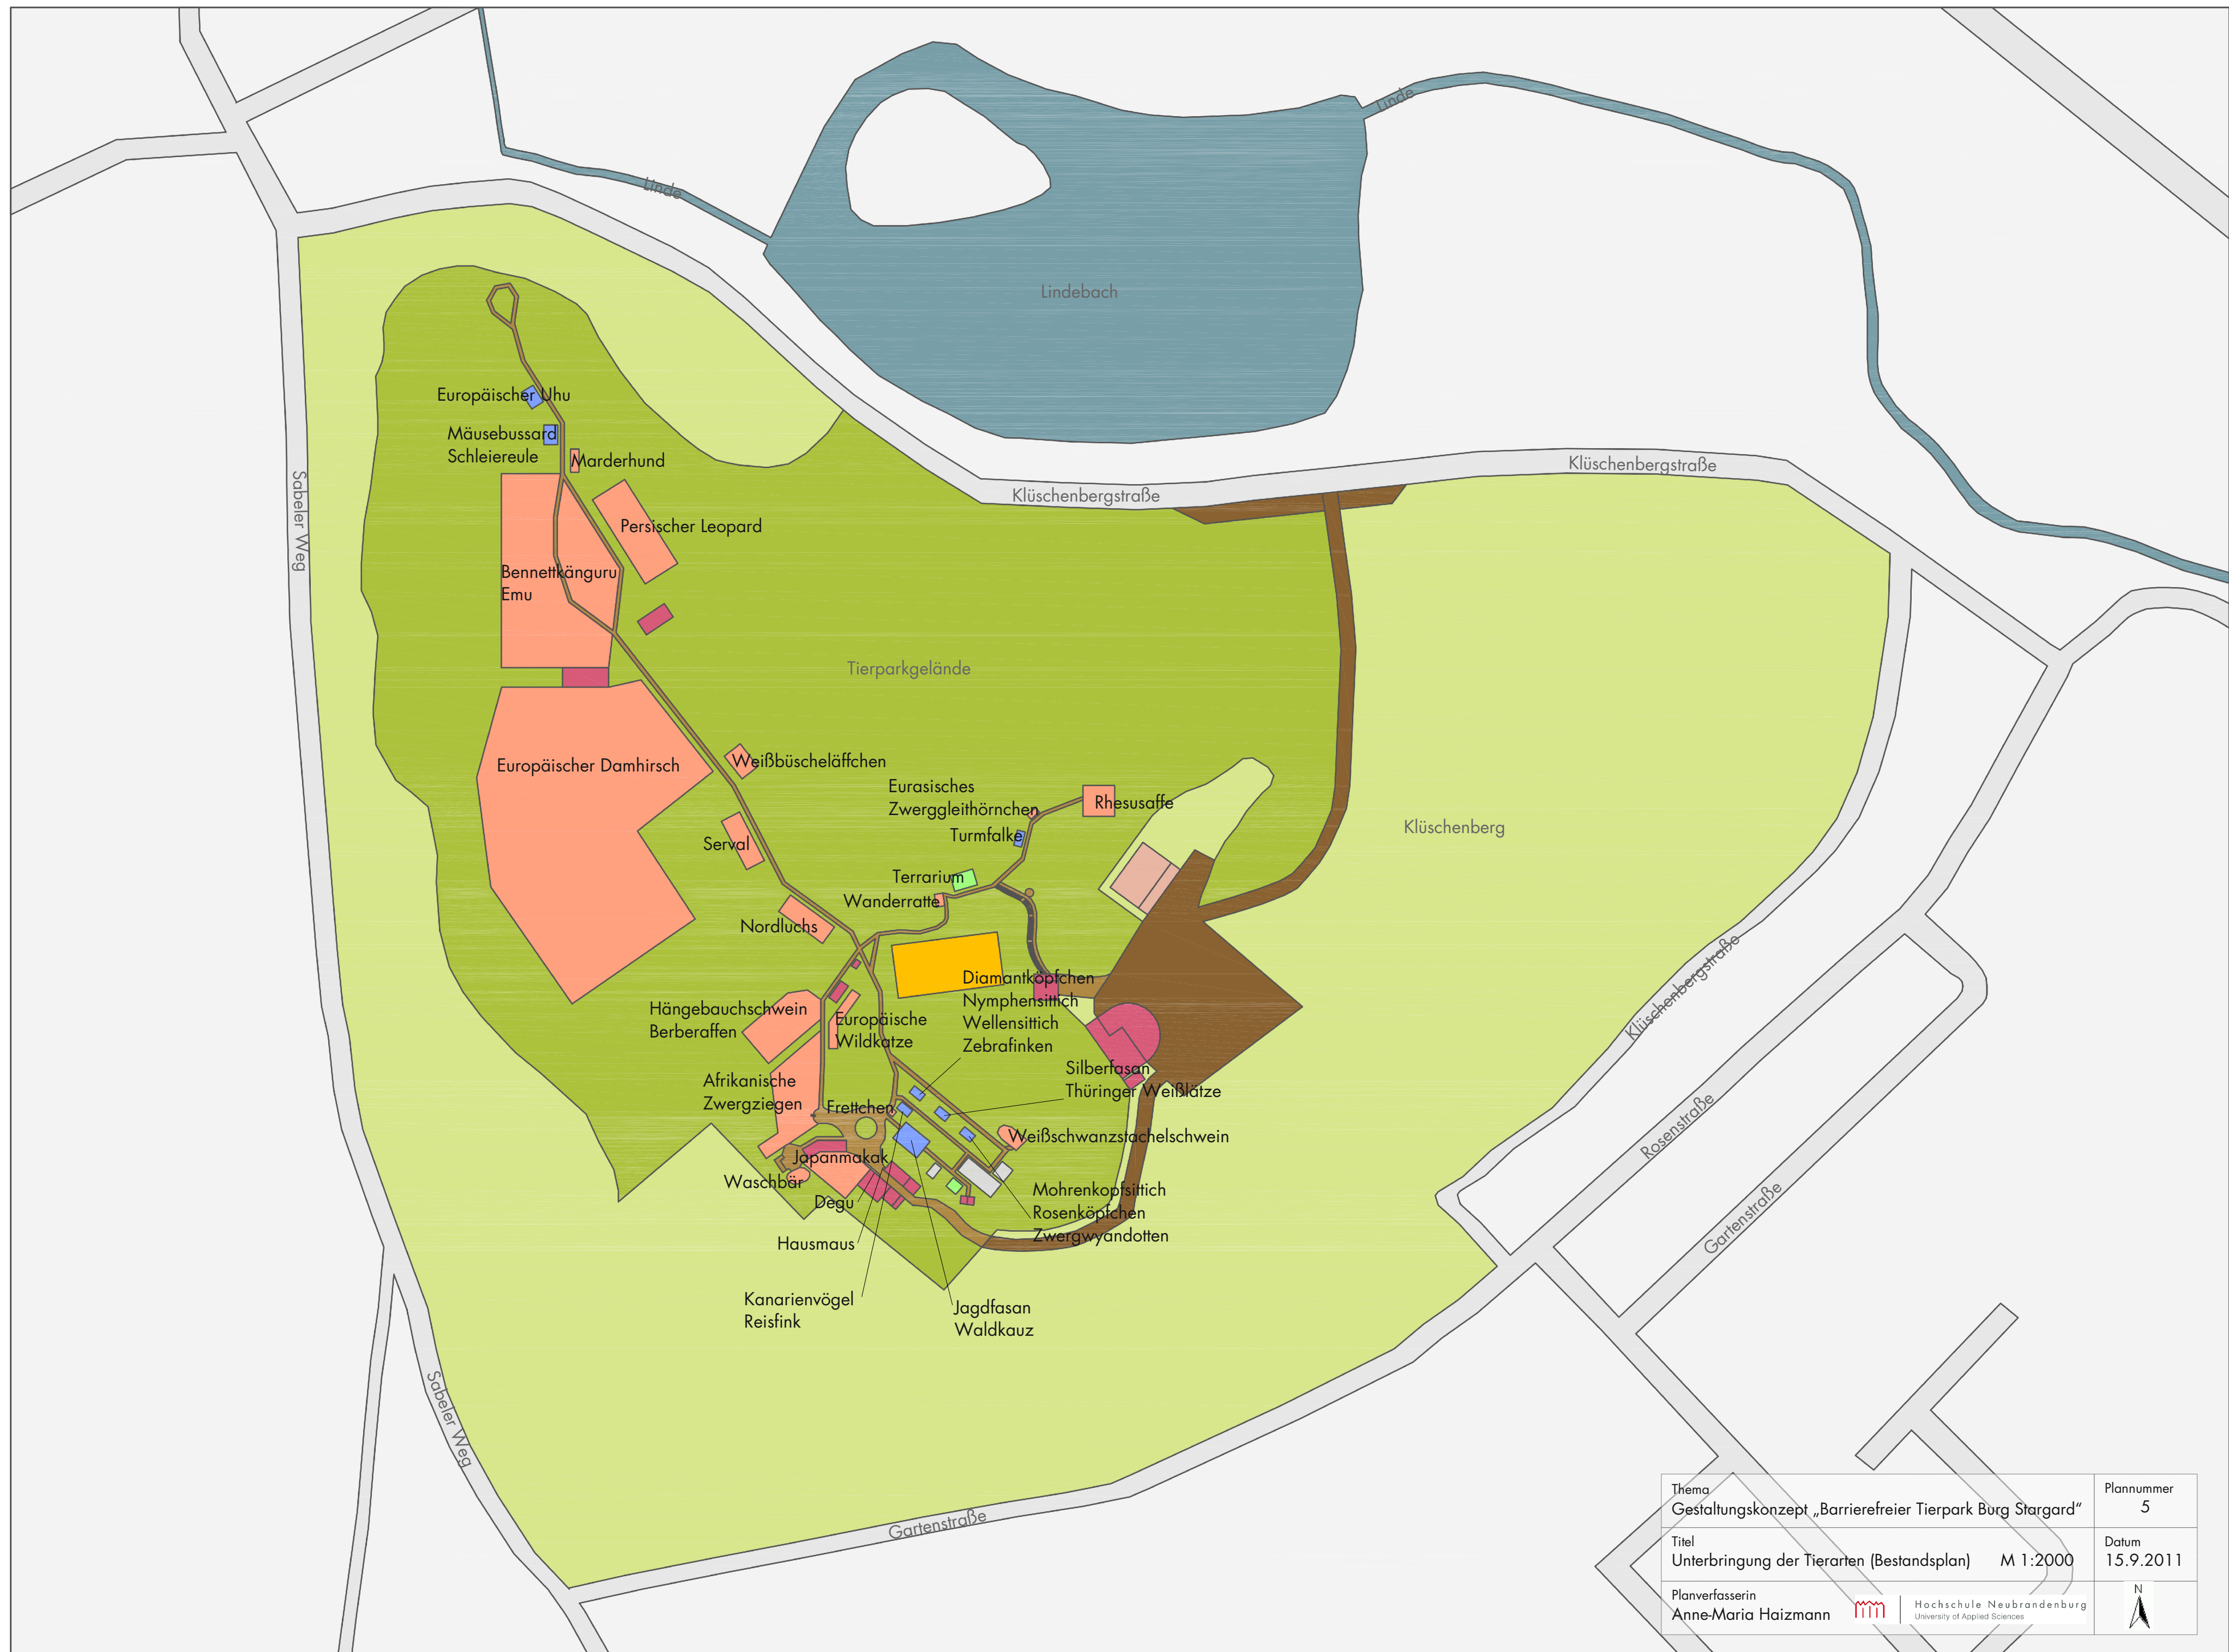 Linde
Linde
Lindebach
Europäischer Uhu
Mäusebussard
Schleiereule
Marderhund
Klüschenbergstraße
Klüschenbergstraße
Sabeler Weg
Persischer Leopard
Bennettkänguru
Emu
Tierparkgelände
Europäischer Damhirsch
Weißbüscheläffchen
Eurasisches
Zwerggleithörnchen
Rhesusaffe
Turmfalke
Klüschenberg
Serval
Terrarium
Wanderratte
Nordluchs
Klüschenbergstraße
Diamantköpfchen
Nymphensittich
Wellensittich
Zebrafinken
Hängebauchschwein
Berberaffen
Europäische
Wildkatze
Silberfasan
Thüringer Weißlätze
Afrikanische
Zwergziegen
Frettchen
Weißschwanzstachelschwein
Rosenstraße
Japanmakak
Waschbär
Degu
Mohrenkopfsittich
Rosenköpfchen
Zwergwyandotten
Gartenstraße
Hausmaus
Kanarienvögel
Reisfink
Jagdfasan
Waldkauz
Sabeler Weg
Gartenstraße
Thema
Gestaltungskonzept „Barrierefreier Tierpark Burg Stargard“
Plannummer
5
Titel
Unterbringung der Tierarten (Bestandsplan) M 1:2000
Datum
15.9.2011
Planverfasserin
Anne-Maria Haizmann
Hochschule Neubrandenburg
University of Applied Sciences
N